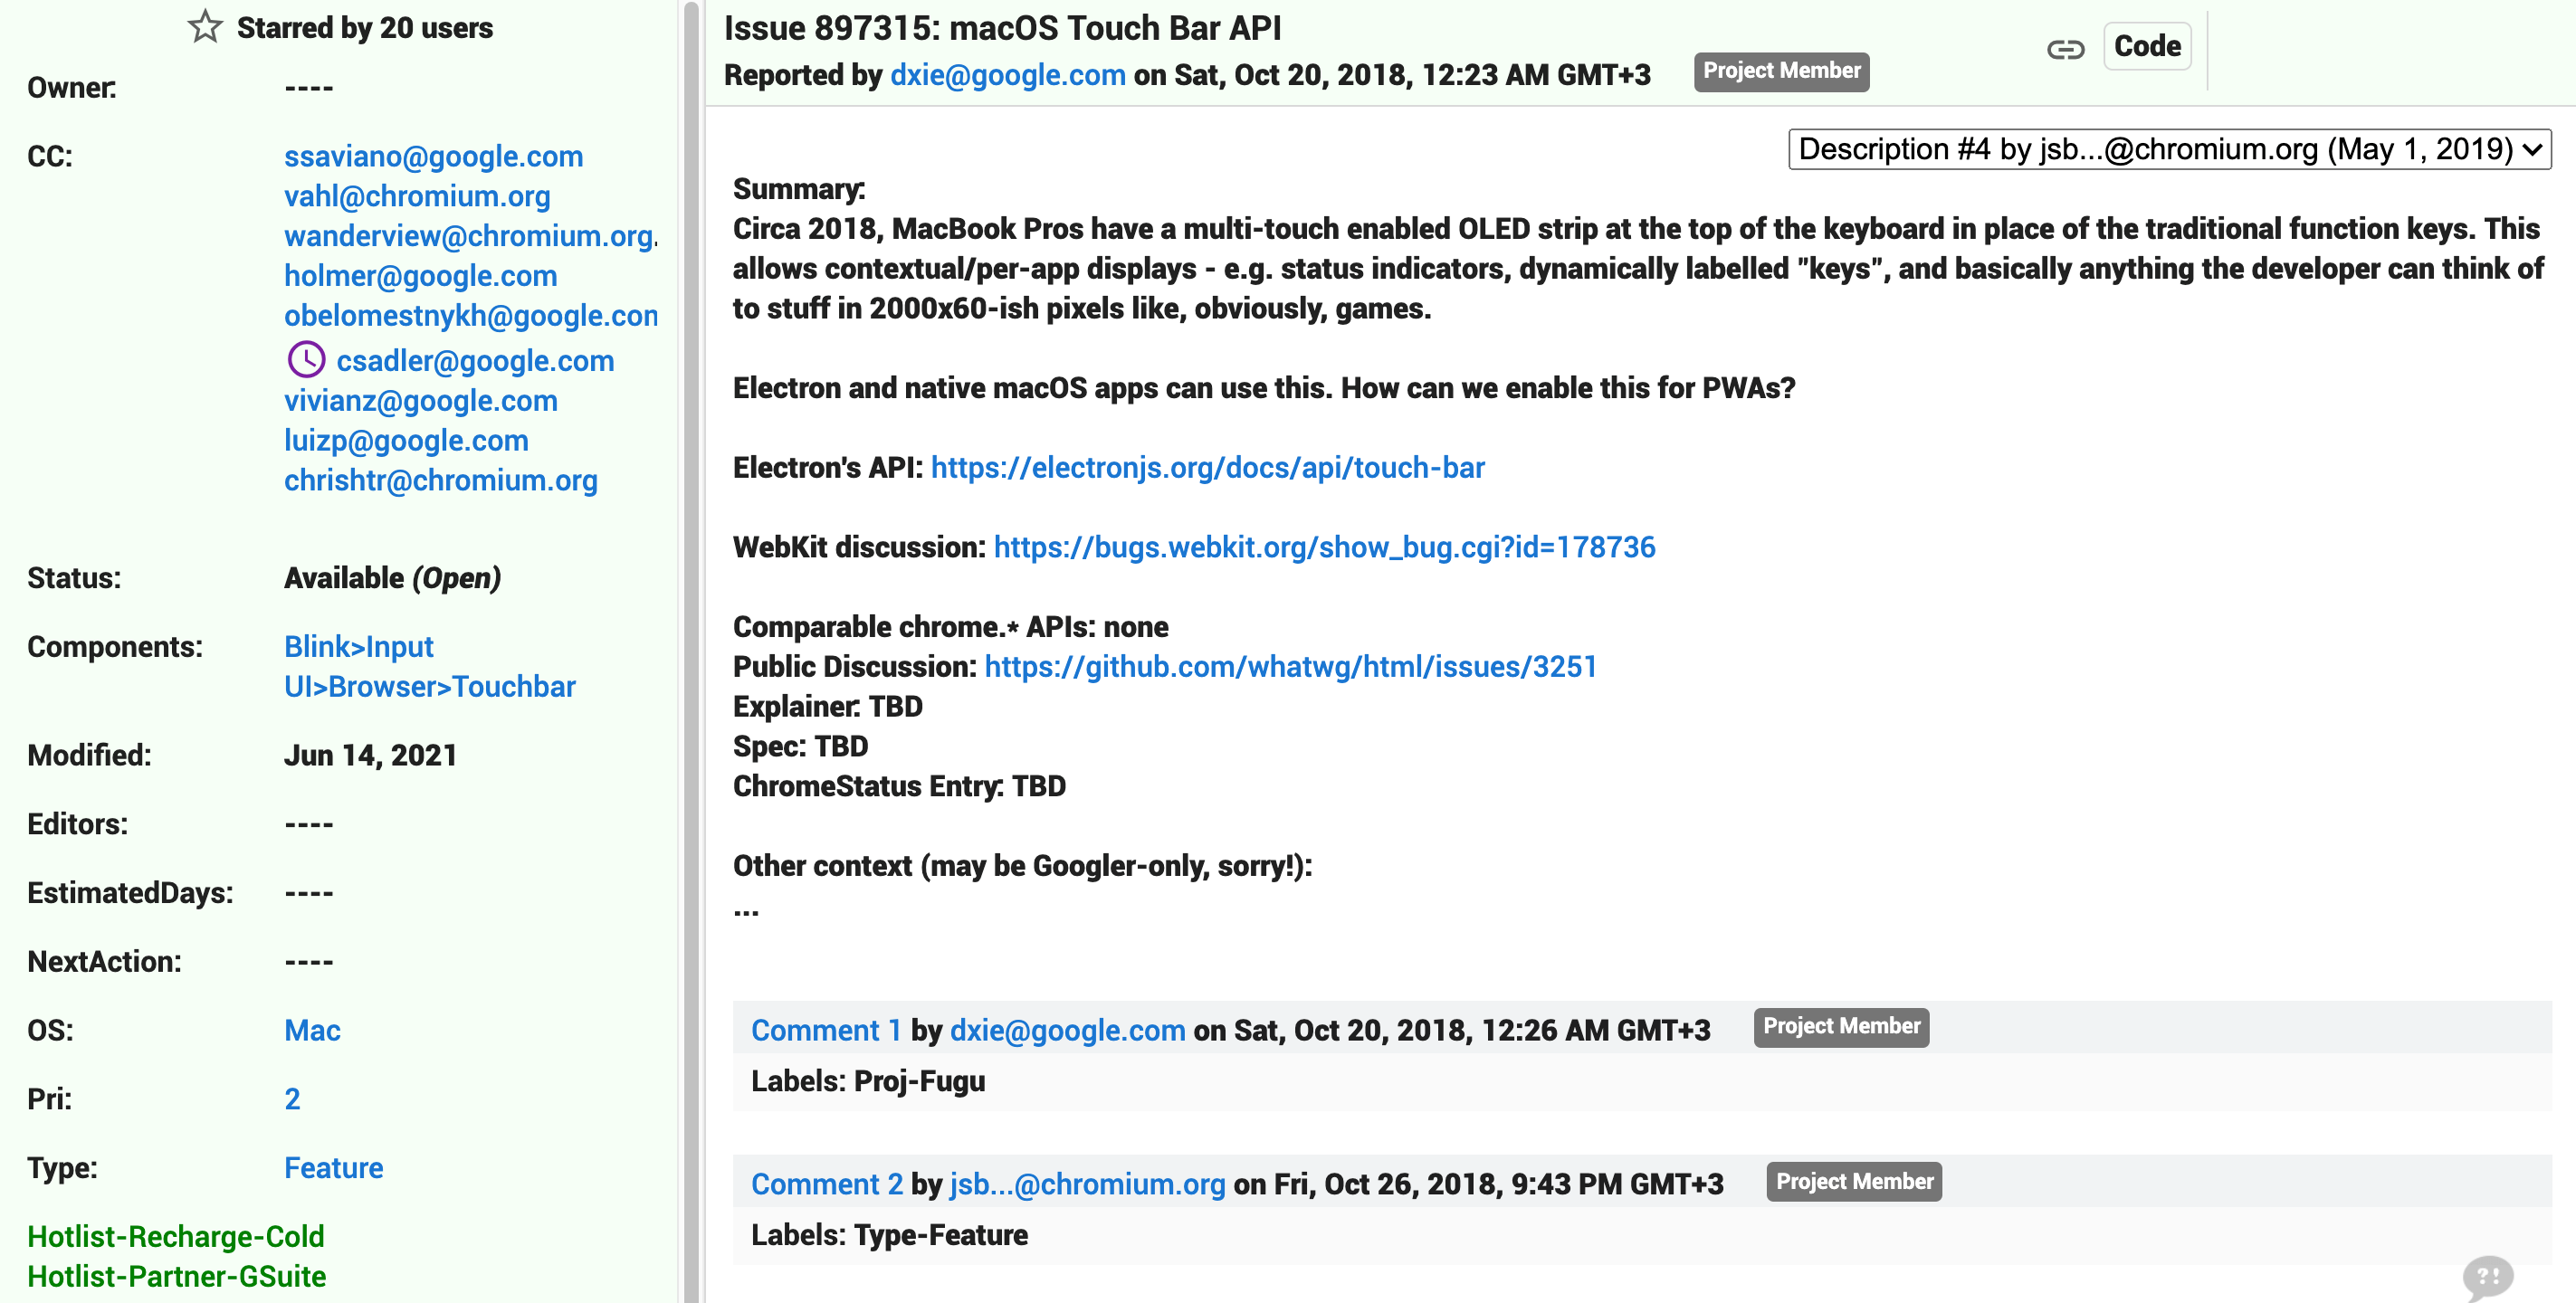 Starred by 20 users
Owner: ----
CC: ssaviano@google.com
vahl@chromium.org
wanderview@chromium.org.
holmer@google.com
obelomestnykh@google.con
csadler@google.com
vivianz@google.com
luizp@google.com
chrishtr@chromium.org
Status: Available (Open)
Components: Blink>Input
UI>Browser>Touchbar
Modified: Jun 14, 2021
Editors: ----
EstimatedDays: ----
NextAction: ----
OS: Mac
Pri: 2
Type: Feature
Hotlist-Recharge-Cold
Hotlist-Partner-GSuite
Issue 897315: macOS Touch Bar API
Reported by dxie@google.com on Sat, Oct 20, 2018, 12:23 AM GMT+3 Project Member
Code
Description #4 by jsb...@chromium.org (May 1, 2019)
Summary:
Circa 2018, MacBook Pros have a multi-touch enabled OLED strip at the top of the keyboard in place of the traditional function keys. This
allows contextual/per-app displays - e.g. status indicators, dynamically labelled "keys", and basically anything the developer can think of
to stuff in 2000x60-ish pixels like, obviously, games.
Electron and native macOS apps can use this. How can we enable this for PWAs?
Electron's API: https://electronjs.org/docs/api/touch-bar
WebKit discussion: https://bugs.webkit.org/show_bug.cgi?id=178736
Comparable chrome.* APIs: none
Public Discussion: https://github.com/whatwg/html/issues/3251
Explainer: TBD
Spec: TBD
ChromeStatus Entry: TBD
Other context (may be Googler-only, sorry!):
...
Comment 1 by dxie@google.com on Sat, Oct 20, 2018, 12:26 AM GMT+3 Project Member
Labels: Proj-Fugu
Comment 2 by jsb...@chromium.org on Fri, Oct 26, 2018, 9:43 PM GMT+3 Project Member
Labels: Type-Feature
?!